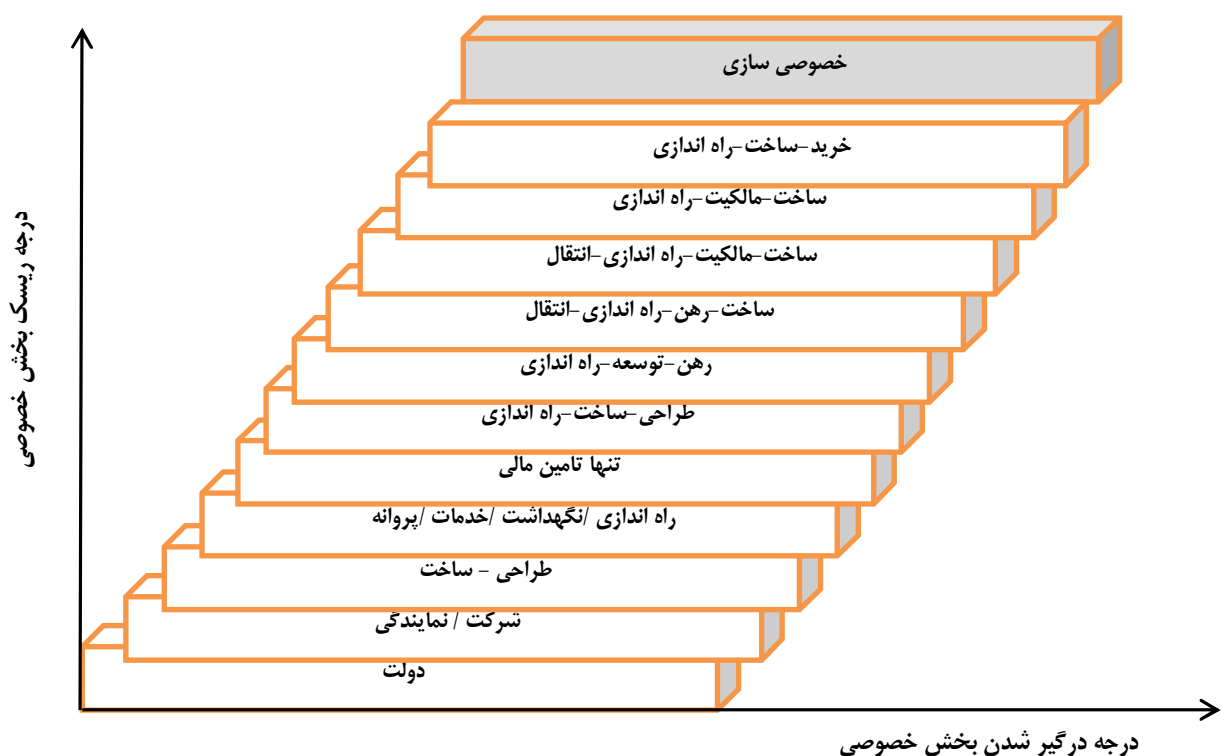 خصوصی سازی
خرید-ساخت-راه اندازی
ساخت-مالکیت-راه اندازی
ساخت-مالکیت-راه اندازی-انتقال
ساخت-رهن-راه اندازی-انتقال
رهن-توسعه-راه اندازی
طراحی-ساخت-راه اندازی
تنها تامین مالی
راه اندازی /نگهداشت /خدمات /پروانه
طراحی - ساخت
شرکت / نمایندگی
دولت
درجه ریسک بخش خصوصی
درجه درگیر شدن بخش خصوصی